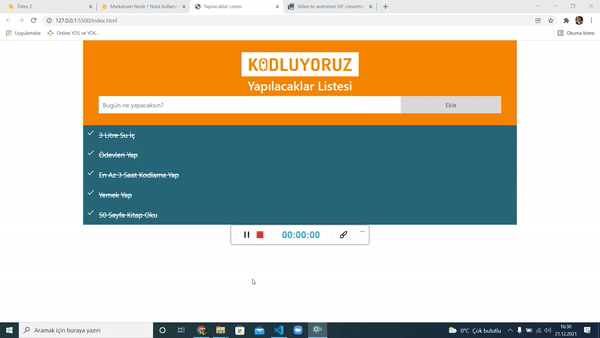 Ödev 2
Markdown Nedir ? Nasıl Kullanı
Yapılacaklar Listesi
Video to animated GIF converte
127.0.0.1:5500/index.html
Uygulamalar
Online YDS ve YÖK...
Okuma listesi
KODLUYORUZ
Yapılacaklar Listesi
Bugün ne yapacaksın?
Ekle
3 Litre Su İç
Ödevleri Yap
En Az 3 Saat Kodlama Yap
Yemek Yap
50 Sayfa Kitap Oku
00:00:00
Aramak için buraya yazın
0°C Çok bulutlu
16:30
21.12.2021